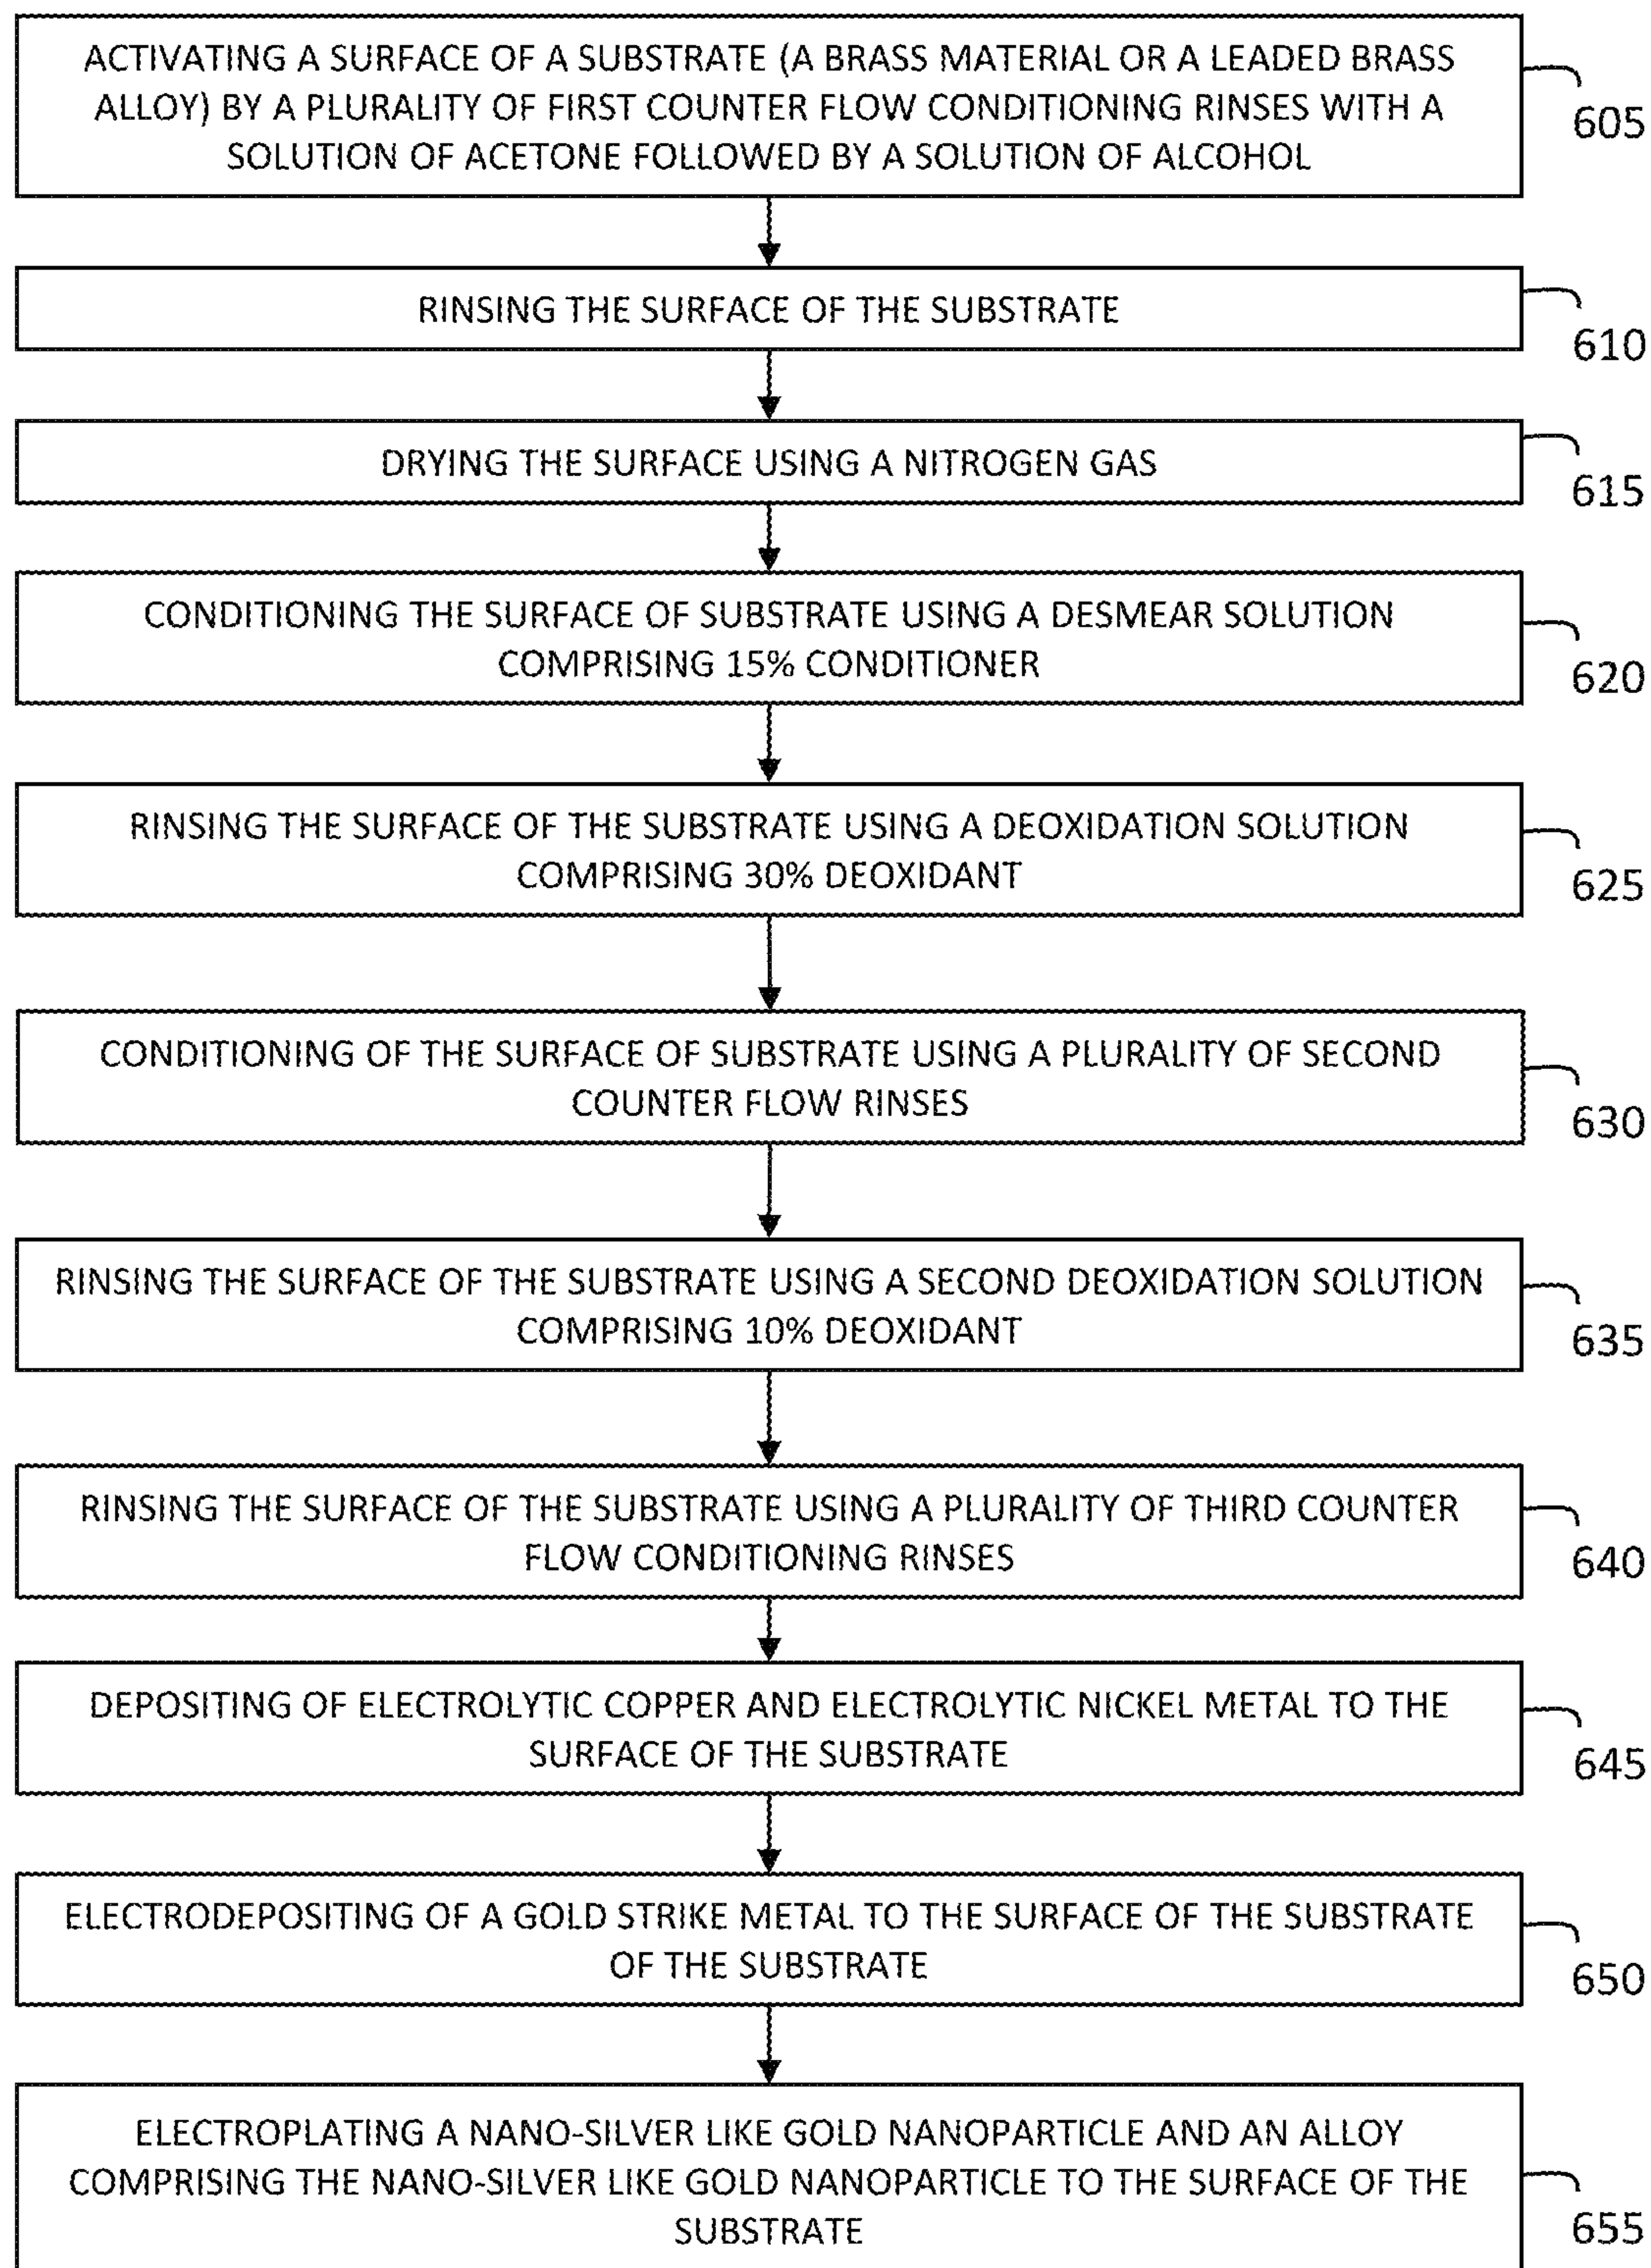 ACTIVATING A SURFACE OF A SUBSTRATE (A BRASS MATERIAL OR A LEADED BRASS
ALLOY) BY A PLURALITY OF FIRST COUNTER FLOW CONDITIONING RINSES WITH A
SOLUTION OF ACETONE FOLLOWED BY A SOLUTION OF ALCOHOL
605
RINSING THE SURFACE OF THE SUBSTRATE
610
DRYING THE SURFACE USING A NITROGEN GAS
615
CONDITIONING THE SURFACE OF SUBSTRATE USING A DESMEAR SOLUTION
COMPRISING 15% CONDITIONER
620
RINSING THE SURFACE OF THE SUBSTRATE USING A DEOXIDATION SOLUTION
COMPRISING 30% DEOXIDANT
625
CONDITIONING OF THE SURFACE OF SUBSTRATE USING A PLURALITY OF SECOND
COUNTER FLOW RINSES
630
RINSING THE SURFACE OF THE SUBSTRATE USING A SECOND DEOXIDATION SOLUTION
COMPRISING 10% DEOXIDANT
635
RINSING THE SURFACE OF THE SUBSTRATE USING A PLURALITY OF THIRD COUNTER
FLOW CONDITIONING RINSES
640
DEPOSITING OF ELECTROLYTIC COPPER AND ELECTROLYTIC NICKEL METAL TO THE
SURFACE OF THE SUBSTRATE
645
ELECTRODEPOSITING OF A GOLD STRIKE METAL TO THE SURFACE OF THE SUBSTRATE
OF THE SUBSTRATE
650
ELECTROPLATING A NANO-SILVER LIKE GOLD NANOPARTICLE AND AN ALLOY
COMPRISING THE NANO-SILVER LIKE GOLD NANOPARTICLE TO THE SURFACE OF THE
SUBSTRATE
655